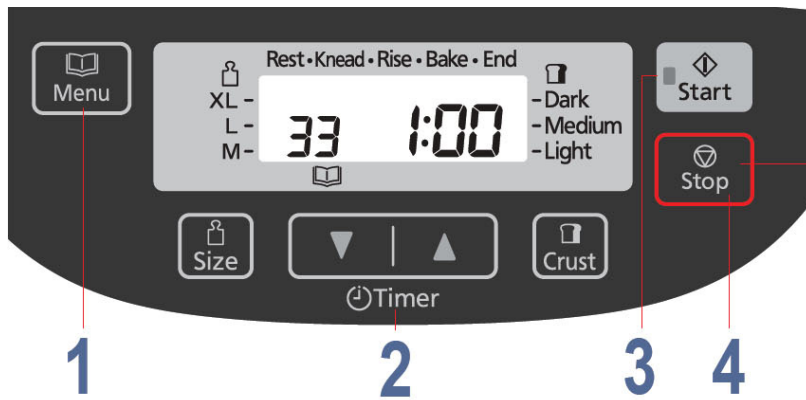 Menu
Rest • Knead • Rise • Bake • End
XL -
L -
M -
33
1:00
- Dark
- Medium
- Light
Start
Stop
Size
Timer
Crust
1
2
3
4